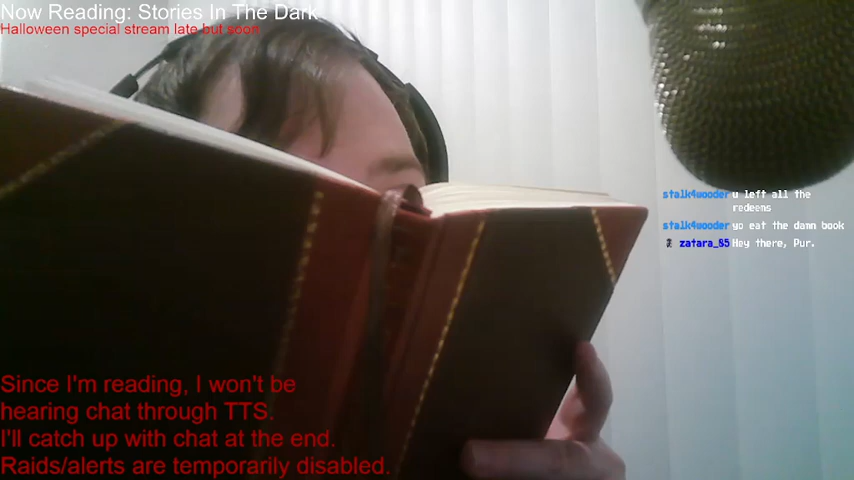 Now Reading: Stories In The Dark
Halloween special stream late but soon
stalk4wooder u left all the
redeems
stalk4wooder yo eat the damn book
zatara_85 Hey there, Pur.
Since I'm reading, I won't be
hearing chat through TTS.
I'll catch up with chat at the end.
Raids/alerts are temporarily disabled.